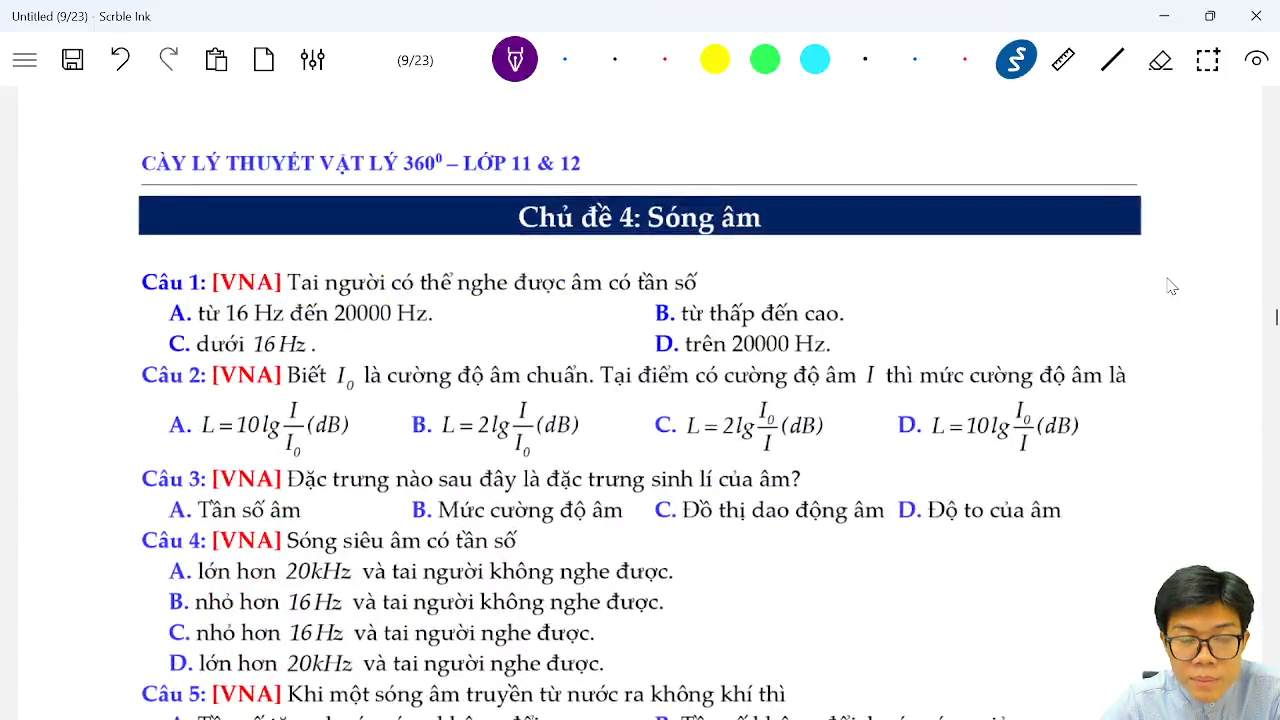 Untitled (9/23) - Scrble Ink
(9/23)
CÀY LÝ THUYẾT VẬT LÝ 360⁰ – LỚP 11 & 12
Chủ đề 4: Sóng âm
Câu 1: [VNA] Tai người có thể nghe được âm có tần số
A. từ 16 Hz đến 20000 Hz. B. từ thấp đến cao.
C. dưới 16 Hz . D. trên 20000 Hz.
Câu 2: [VNA] Biết I₀ là cường độ âm chuẩn. Tại điểm có cường độ âm I thì mức cường độ âm là
A. L = 10 lg I/I₀ (dB) B. L = 2 lg I/I₀ (dB) C. L = 2 lg I₀/I (dB) D. L = 10 lg I₀/I (dB)
Câu 3: [VNA] Đặc trưng nào sau đây là đặc trưng sinh lí của âm?
A. Tần số âm B. Mức cường độ âm C. Đồ thị dao động âm D. Độ to của âm
Câu 4: [VNA] Sóng siêu âm có tần số
A. lớn hơn 20kHz và tai người không nghe được.
B. nhỏ hơn 16 Hz và tai người không nghe được.
C. nhỏ hơn 16 Hz và tai người nghe được.
D. lớn hơn 20kHz và tai người nghe được.
Câu 5: [VNA] Khi một sóng âm truyền từ nước ra không khí thì